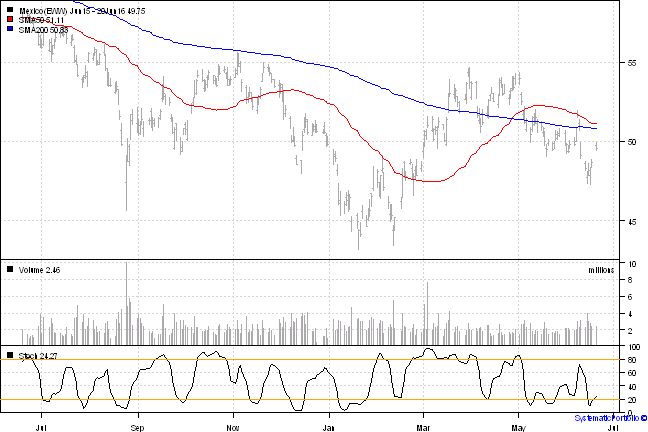 Mexico(EWW) Jun 15 - 20 Jun 16 49.75
SMA50 51.11
SMA200 50.83
55
50
45
Volume 2.46
millions
10
8
6
4
2
Stoch 24.27
100
80
60
40
20
0
Jul
Sep
Nov
Jan
Mar
May
Jul
SystematicPortfolio ©